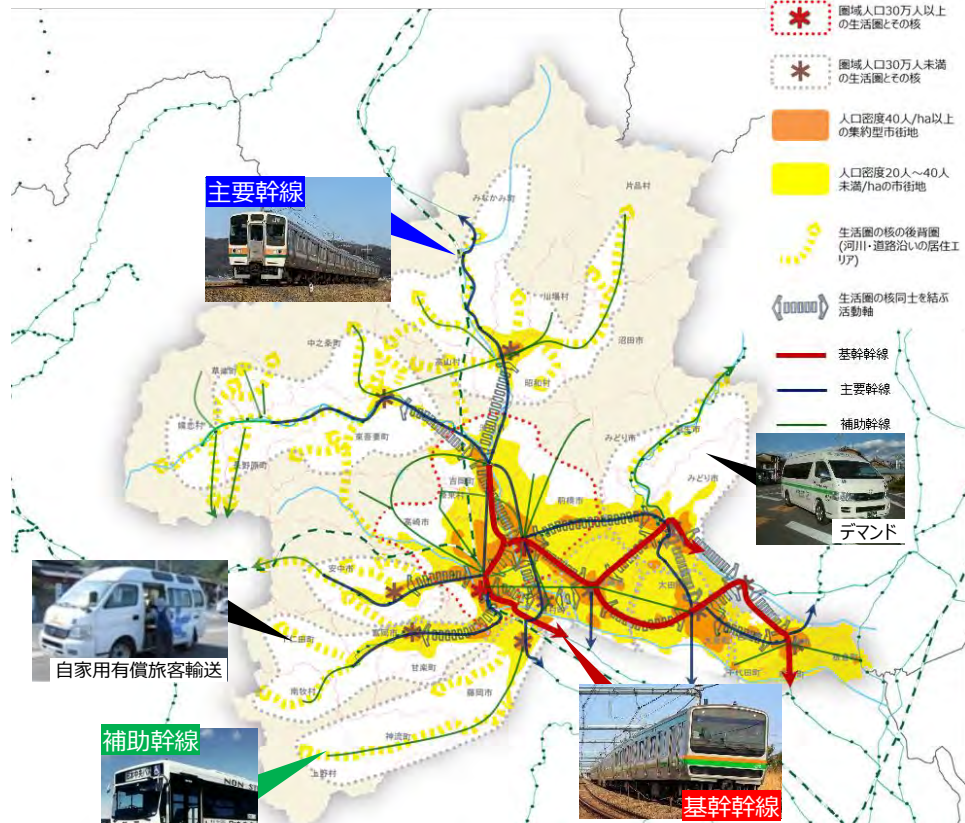 圏域人口30万人以上
の生活圏とその核
圏域人口30万人未満
の生活圏とその核
人口密度40人/ha以上
の集約型市街地
人口密度20人～40人
未満/haの市街地
生活圏の核の後背圏
(河川・道路沿いの居住エ
リア)
生活圏の核同士を結ぶ
活動軸
基幹幹線
主要幹線
補助幹線
主要幹線
みなかみ町
片品村
川場村
沼田市
中之条町
高山村
昭和村
草津町
嬬恋村
東吾妻町
長野原町
みどり市
桐生市
みどり市
吉岡町
榛東村
前橋市
高崎市
デマンド
安中市
太田市
下仁田町
富岡市
自家用有償旅客輸送
甘楽町
千代田町
板倉町
南牧村
藤岡市
神流町
上野村
補助幹線
NON ST
基幹幹線